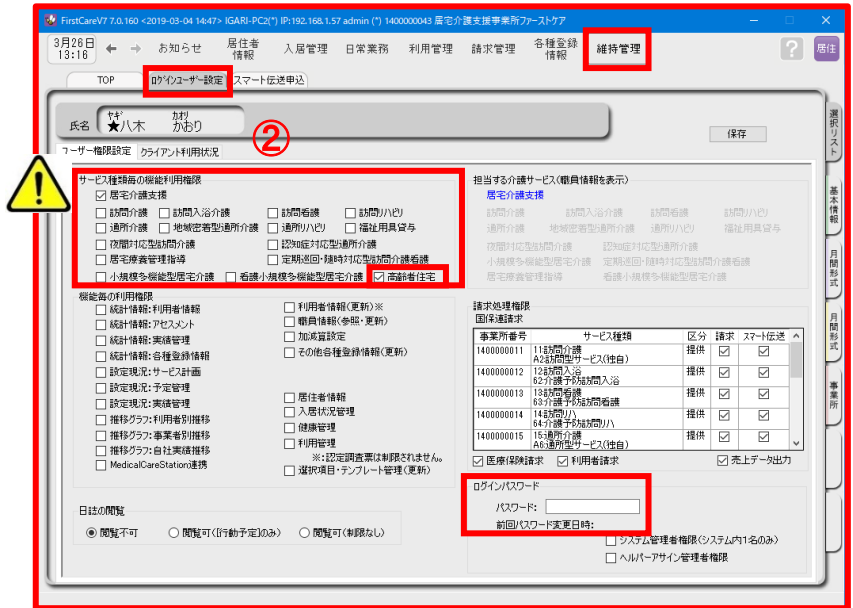 FirstCareV7 7.0.160 <2019-03-04 14:47> IGARI-PC2(*) IP:192.168.1.57 admin (*) 1400000043 居宅介護支援事業所ファーストケア
3月26日 13:16 ← → お知らせ 居住者情報 入居管理 日常業務 利用管理 請求管理 各種登録情報 維持管理 ? 居住
TOP ログインユーザー設定 スマート伝送申込
ヤギ カオリ
氏名 ★八木 かおり
保存
②
ユーザー権限設定 クライアント利用状況
サービス種類毎の機能利用権限
☑ 居宅介護支援
□ 訪問介護 □ 訪問入浴介護 □ 訪問看護 □ 訪問リハビリ
□ 通所介護 □ 地域密着型通所介護 □ 通所リハビリ □ 福祉用具貸与
□ 夜間対応型訪問介護 □ 認知症対応型通所介護
□ 居宅療養管理指導 □ 定期巡回・随時対応型訪問介護看護
□ 小規模多機能型居宅介護 □ 看護小規模多機能型居宅介護 ☑ 高齢者住宅
担当する介護サービス(職員情報を表示)
居宅介護支援
訪問介護 訪問入浴介護 訪問看護 訪問リハビリ
通所介護 地域密着型通所介護 通所リハビリ 福祉用具貸与
夜間対応型訪問介護 認知症対応型通所介護
小規模多機能型居宅介護 定期巡回・随時対応型訪問介護看護
居宅療養管理指導 看護小規模多機能型居宅介護
機能毎の利用権限
□ 統計情報:利用者情報
□ 統計情報:アセスメント
□ 統計情報:実績管理
□ 統計情報:各種登録情報
□ 設定現況:サービス計画
□ 設定現況:予定管理
□ 設定現況:実績管理
□ 推移グラフ:利用者別推移
□ 推移グラフ:事業者別推移
□ 推移グラフ:自社実績推移
□ MedicalCareStation連携
□ 利用者情報(更新)※
□ 職員情報(参照・更新)
□ 加減算設定
□ その他各種登録情報(更新)
□ 居住者情報
□ 入居状況管理
□ 健康管理
□ 利用管理
※:認定調査票は制限されません。
□ 選択項目・テンプレート管理(更新)
請求処理権限
国保連請求
事業所番号 サービス種類 区分 請求 スマート伝送
1400000011 11:訪問介護 A2:訪問型サービス(独自) 提供 ☑ ☑
1400000012 12:訪問入浴 62:介護予防訪問入浴 提供 ☑ ☑
1400000013 13:訪問看護 63:介護予防訪問看護 提供 ☑ ☑
1400000014 14:訪問リハ 64:介護予防訪問リハ 提供 ☑ ☑
1400000015 15:通所介護 A6:通所型サービス(独自) 提供 ☑ ☑
☑ 医療保険請求 ☑ 利用者請求 ☑ 売上データ出力
日誌の閲覧
◉ 閲覧不可 ○ 閲覧可(「行動予定」のみ) ○ 閲覧可(制限なし)
ログインパスワード
パスワード:
前回パスワード変更日時:
□ システム管理者権限(システム内1名のみ)
□ ヘルパーアサイン管理者権限
選択リスト
基本情報
月間形式
月間形式
事業所